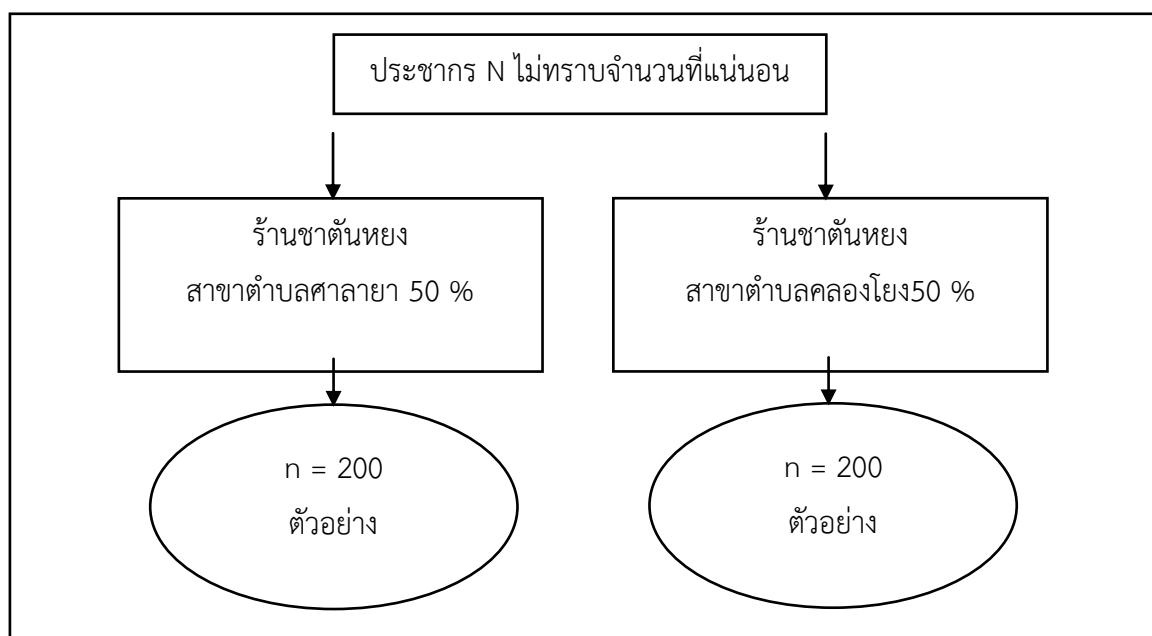 ประชากร N ไม่ทราบจำนวนที่แน่นอน
ร้านชาตันหยง
สาขาตำบลศาลายา 50 %
ร้านชาตันหยง
สาขาตำบลคลองโยง50 %
n = 200
ตัวอย่าง
n = 200
ตัวอย่าง